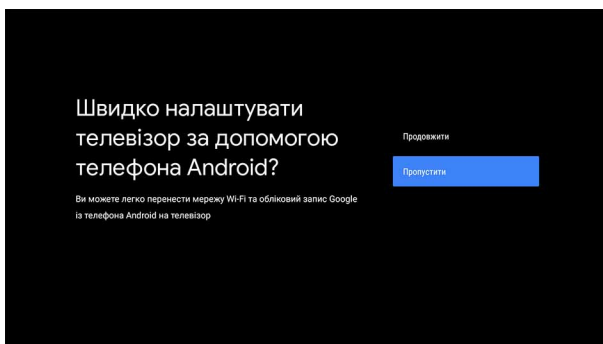 Швидко налаштувати
телевізор за допомогою
телефона Android?
Ви можете легко перенести мережу Wi-Fi та обліковий запис Google
із телефона Android на телевізор
Продовжити
Пропустити